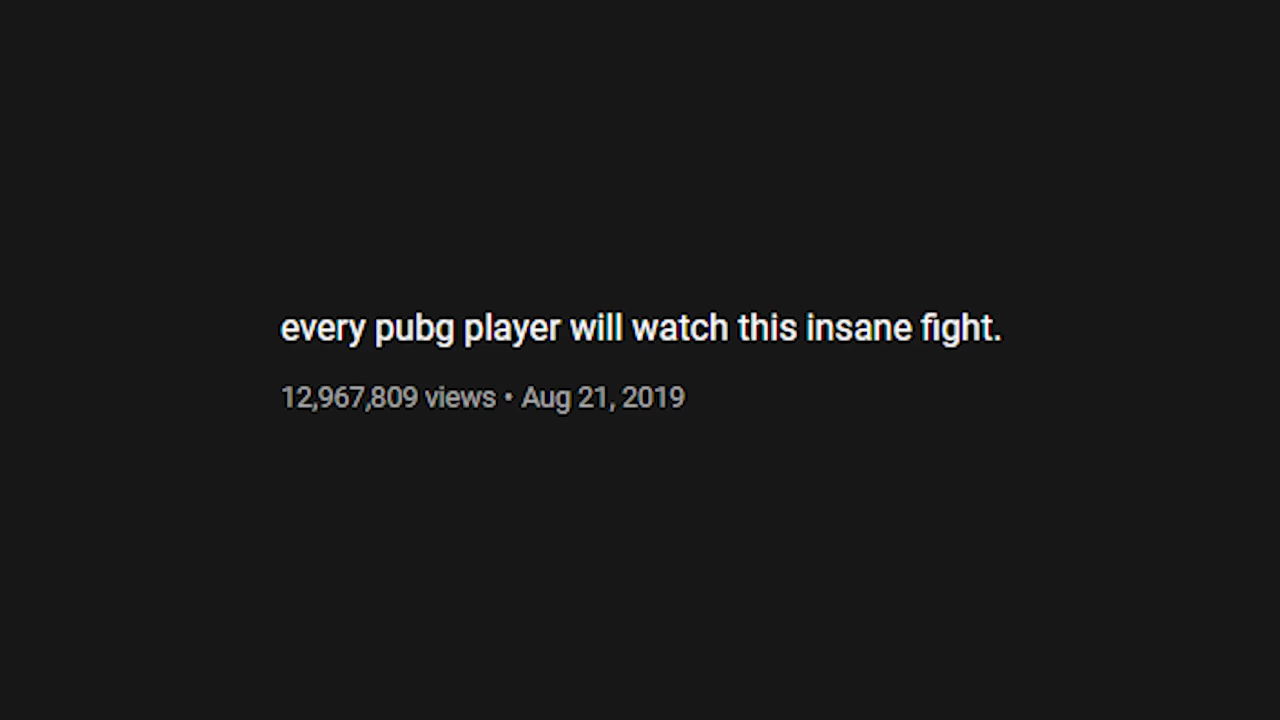 every pubg player will watch this insane fight.
12,967,809 views • Aug 21, 2019